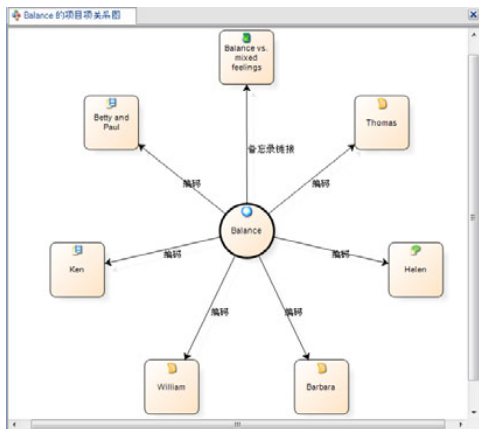 Balance 的项目项关系图
Balance vs.
mixed
feelings
Betty and
Paul
Thomas
备忘录链接
编码
编码
Balance
编码
编码
Ken
Helen
编码
编码
William
Barbara